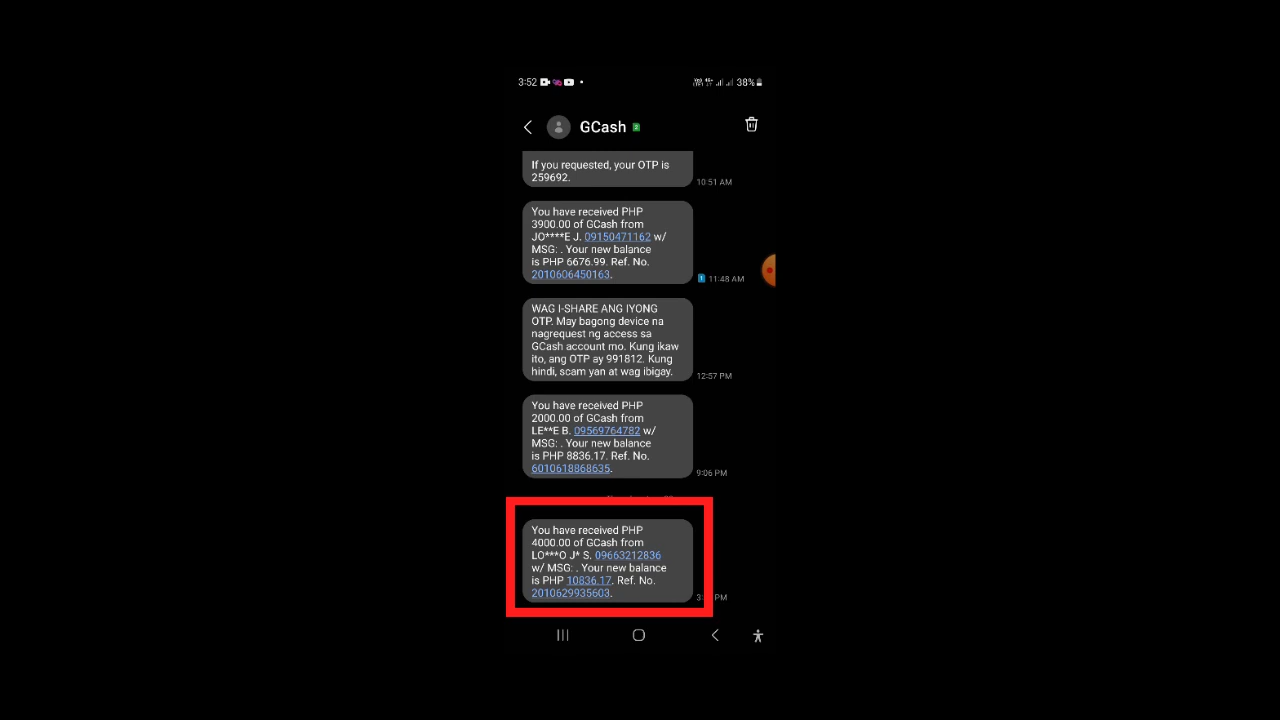 3:52
38%
GCash
If you requested, your OTP is
259692.
10:51 AM
You have received PHP
3900.00 of GCash from
JO****E J. 09150471162 w/
MSG: . Your new balance
is PHP 6676.99. Ref. No.
2010606450163.
11:48 AM
WAG I-SHARE ANG IYONG
OTP. May bagong device na
nagrequest ng access sa
GCash account mo. Kung ikaw
ito, ang OTP ay 991812. Kung
hindi, scam yan at wag ibigay.
12:57 PM
You have received PHP
2000.00 of GCash from
LE**E B. 09569764782 w/
MSG: . Your new balance
is PHP 8836.17. Ref. No.
6010618868635.
9:06 PM
You have received PHP
4000.00 of GCash from
LO***O J* S. 09663212836
w/ MSG: . Your new balance
is PHP 10836.17. Ref. No.
2010629935603.
PM